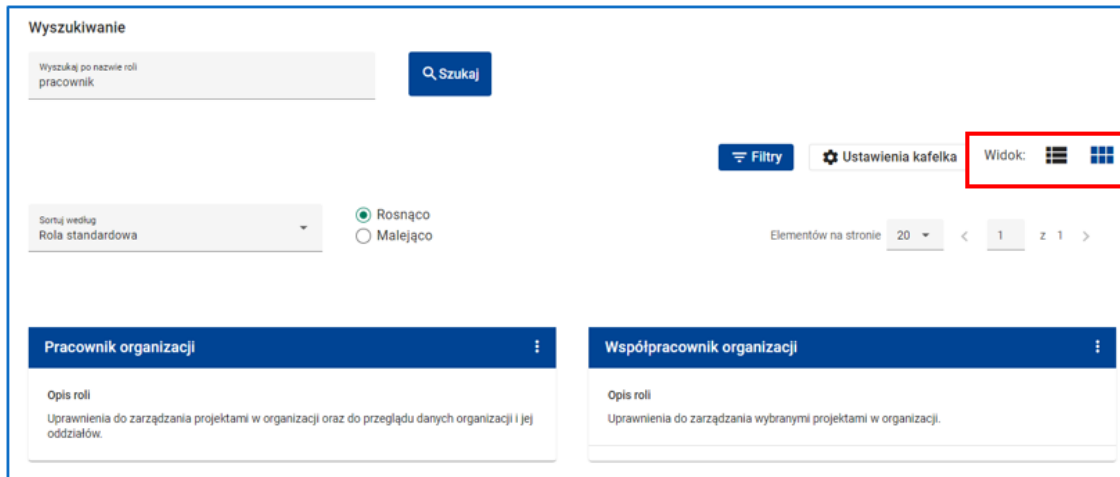 Wyszukiwanie
Wyszukaj po nazwie roli
pracownik
Szukaj
Filtry
Ustawienia kafelka
Widok:
Sortuj według
Rola standardowa
Rosnąco
Malejąco
Elementów na stronie 20 < 1 z 1 >
Pracownik organizacji
Opis roli
Uprawnienia do zarządzania projektami w organizacji oraz do przeglądu danych organizacji i jej
oddziałów.
Współpracownik organizacji
Opis roli
Uprawnienia do zarządzania wybranymi projektami w organizacji.